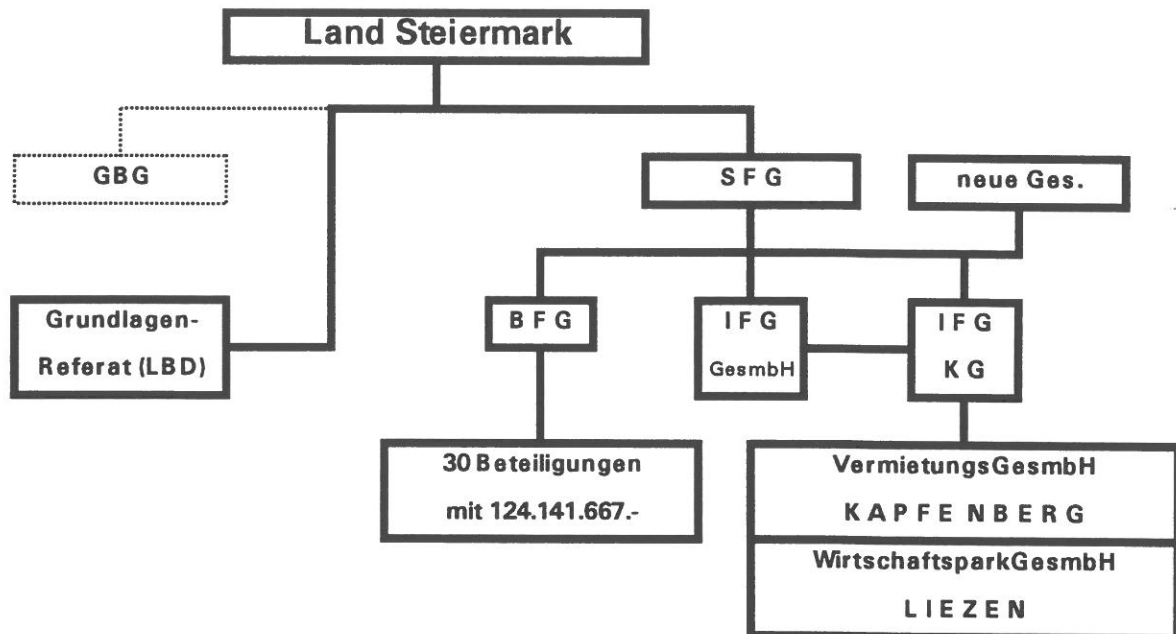 Land Steiermark
GBG
SFG
neue Ges.
Grundlagen-
Referat (LBD)
BFG
IFG
GesmbH
IFG
KG
30 Beteiligungen
mit 124.141.667.-
VermietungsGesmbH
KAPFENBERG
WirtschaftsparkGesmbH
LIEZEN